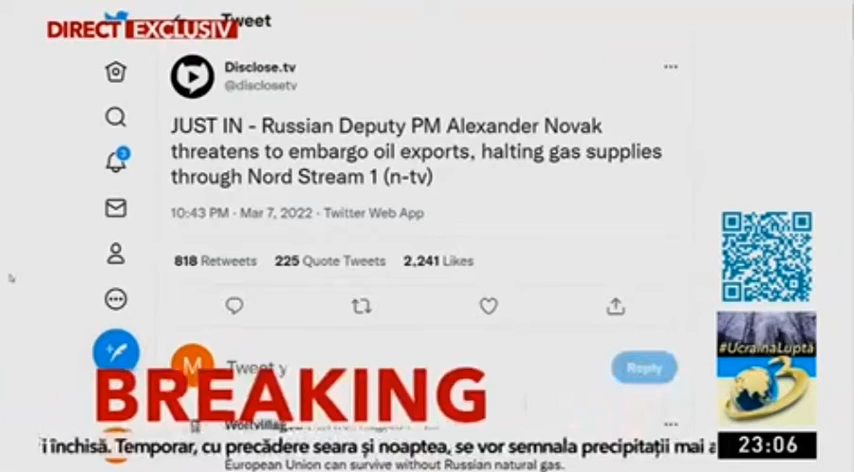 DIRECT EXCLUSIV
Tweet
Disclose.tv
@disclosetv
JUST IN - Russian Deputy PM Alexander Novak
threatens to embargo oil exports, halting gas supplies
through Nord Stream 1 (n-tv)
10:43 PM · Mar 7, 2022 · Twitter Web App
818 Retweets 225 Quote Tweets 2,241 Likes
3
#UcrainaLuptă
M
Tweet y
Reply
BREAKING
i închisă. Temporar, cu precădere seara și noaptea, se vor semnala precipitații mai a
23:06
European Union can survive without Russian natural gas.